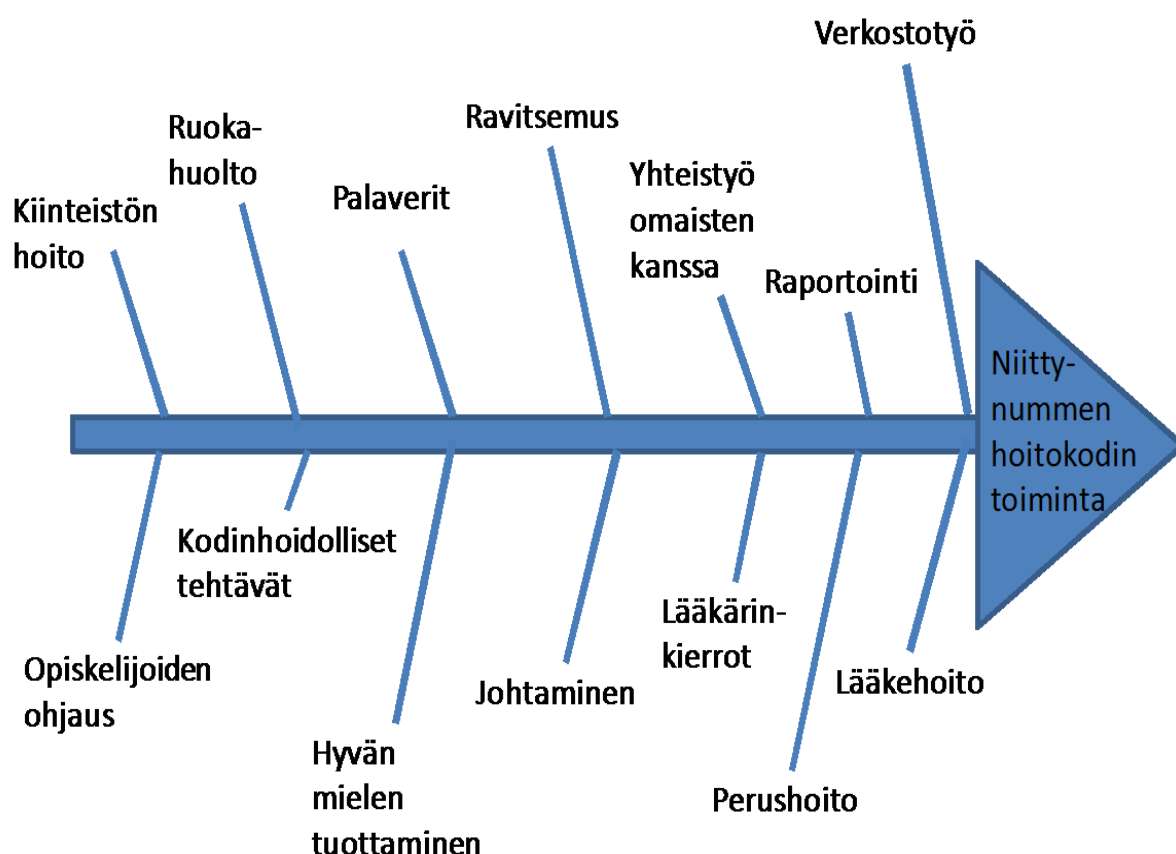 Verkostotyö
Ravitsemus
Ruoka-
huolto
Yhteistyö
omaisten
kanssa
Palaverit
Kiinteistön
hoito
Raportointi
Niitty-
nummen
hoitokodin
toiminta
Kodinhoidolliset
tehtävät
Lääkärin-
kierrot
Opiskelijoiden
ohjaus
Johtaminen
Lääkehoito
Hyvän
mielen
tuottaminen
Perushoito